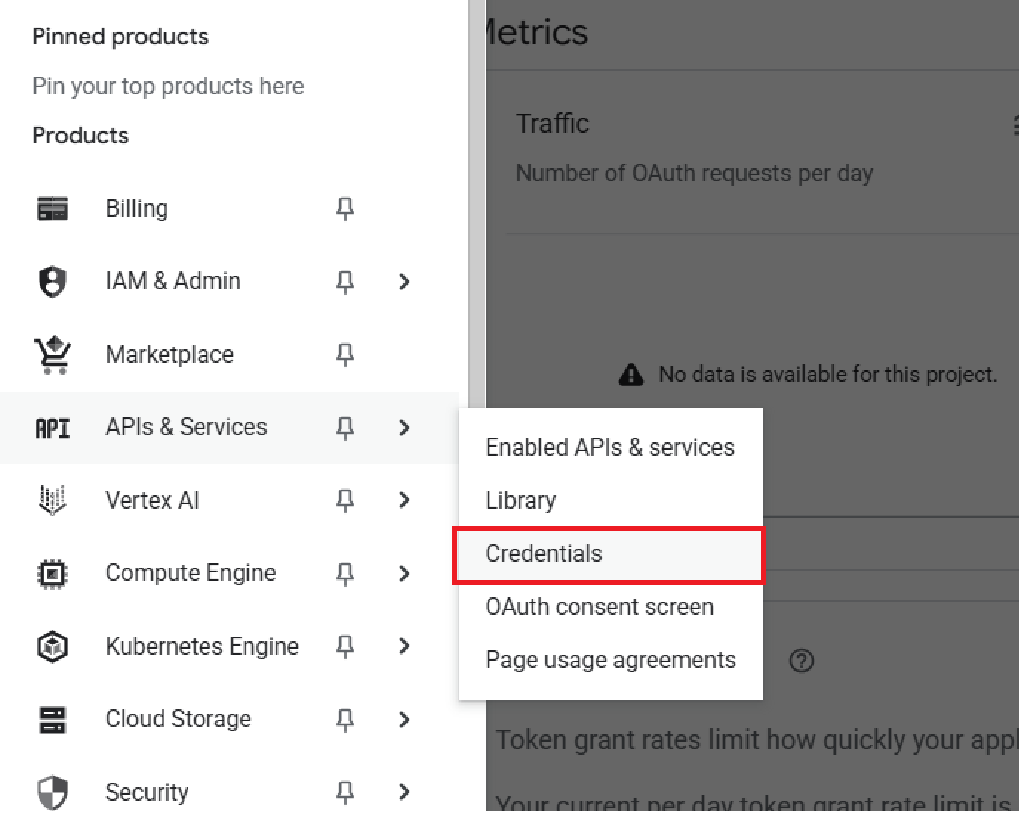 Pinned products
Pin your top products here
Products
Billing
IAM & Admin
Marketplace
API APIs & Services
Vertex AI
Compute Engine
Kubernetes Engine
Cloud Storage
Security
Enabled APIs & services
Library
Credentials
OAuth consent screen
Page usage agreements
Metrics
Traffic
Number of OAuth requests per day
No data is available for this project.
Token grant rates limit how quickly your appl
Your current per day token grant rate limit is